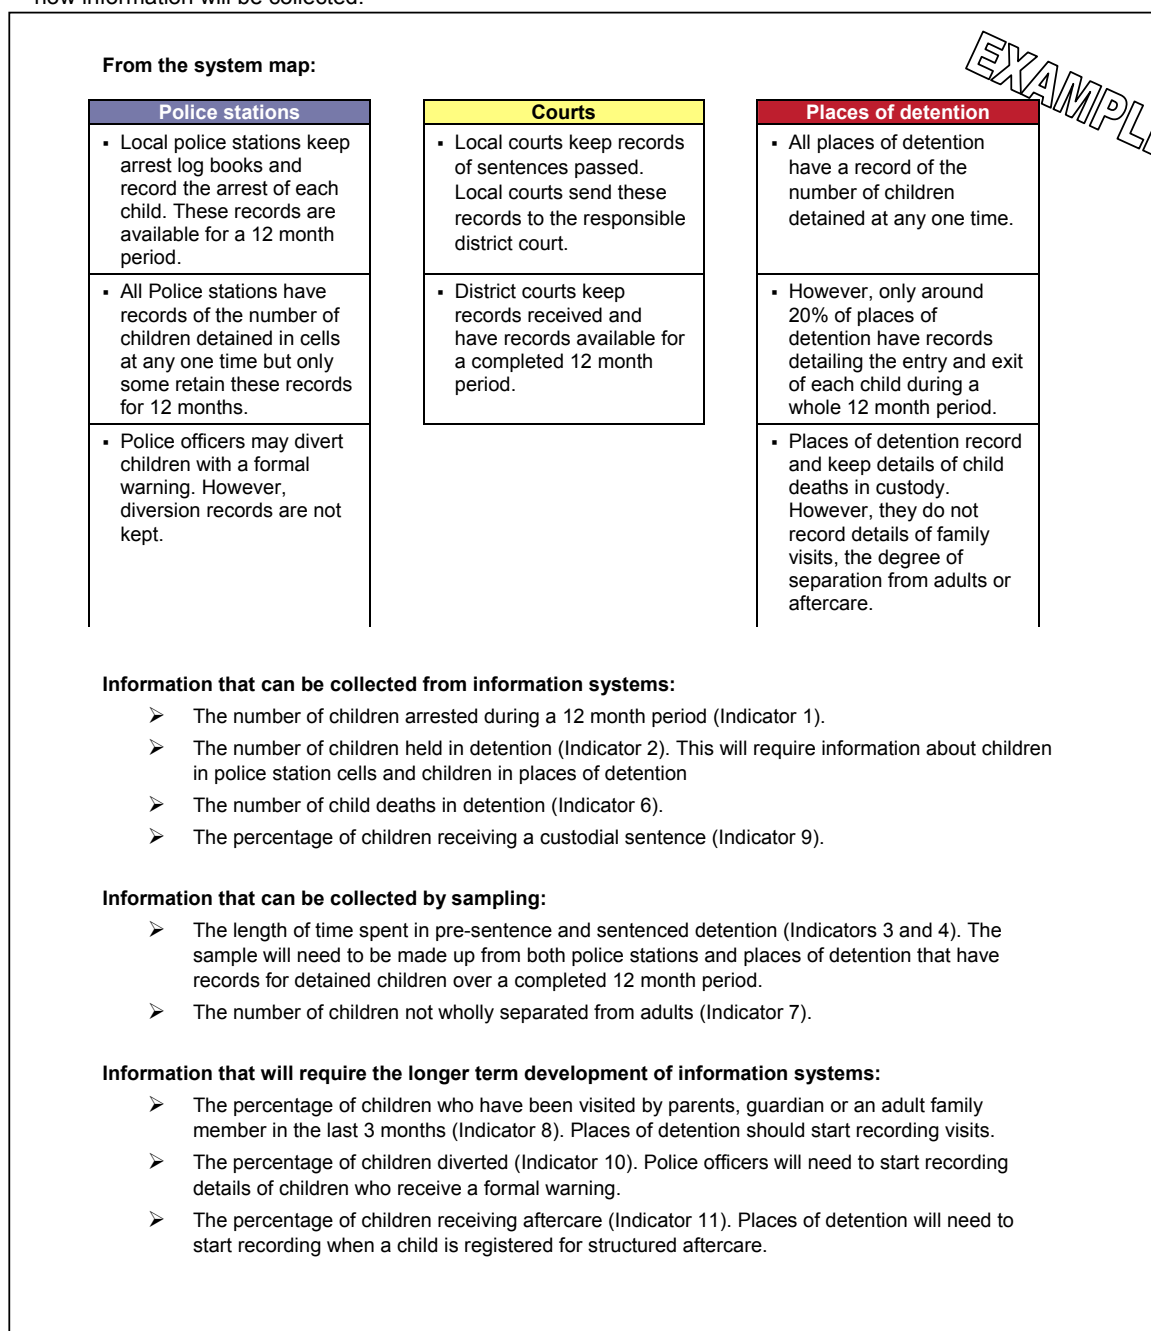 now information will be collected.
EXAMPLE
From the system map:
Police stations
▪ Local police stations keep
arrest log books and
record the arrest of each
child. These records are
available for a 12 month
period.
▪ All Police stations have
records of the number of
children detained in cells
at any one time but only
some retain these records
for 12 months.
▪ Police officers may divert
children with a formal
warning. However,
diversion records are not
kept.
Courts
▪ Local courts keep records
of sentences passed.
Local courts send these
records to the responsible
district court.
▪ District courts keep
records received and
have records available for
a completed 12 month
period.
Places of detention
▪ All places of detention
have a record of the
number of children
detained at any one time.
▪ However, only around
20% of places of
detention have records
detailing the entry and exit
of each child during a
whole 12 month period.
▪ Places of detention record
and keep details of child
deaths in custody.
However, they do not
record details of family
visits, the degree of
separation from adults or
aftercare.
Information that can be collected from information systems:
➢ The number of children arrested during a 12 month period (Indicator 1).
➢ The number of children held in detention (Indicator 2). This will require information about children
in police station cells and children in places of detention
➢ The number of child deaths in detention (Indicator 6).
➢ The percentage of children receiving a custodial sentence (Indicator 9).
Information that can be collected by sampling:
➢ The length of time spent in pre-sentence and sentenced detention (Indicators 3 and 4). The
sample will need to be made up from both police stations and places of detention that have
records for detained children over a completed 12 month period.
➢ The number of children not wholly separated from adults (Indicator 7).
Information that will require the longer term development of information systems:
➢ The percentage of children who have been visited by parents, guardian or an adult family
member in the last 3 months (Indicator 8). Places of detention should start recording visits.
➢ The percentage of children diverted (Indicator 10). Police officers will need to start recording
details of children who receive a formal warning.
➢ The percentage of children receiving aftercare (Indicator 11). Places of detention will need to
start recording when a child is registered for structured aftercare.